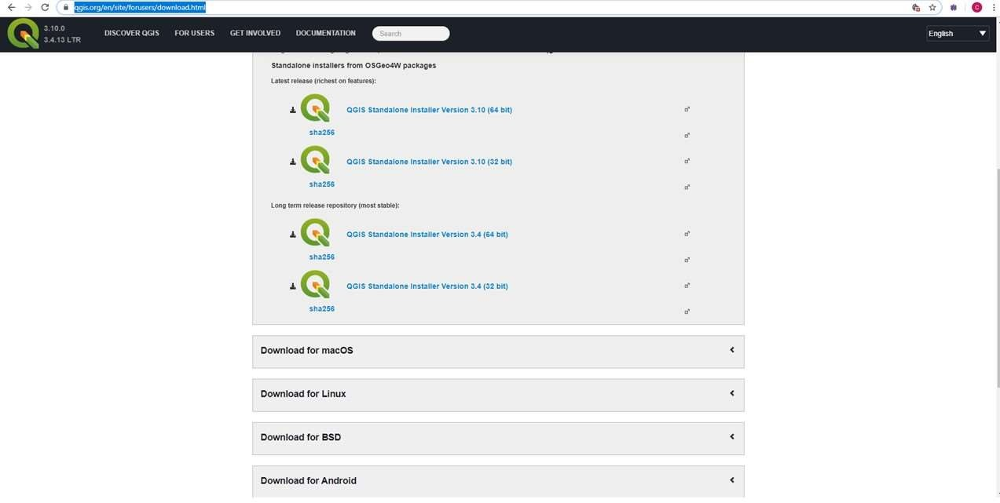 qgis.org/en/site/forusers/download.html
C
3.10.0
3.4.13 LTR
DISCOVER QGIS
FOR USERS
GET INVOLVED
DOCUMENTATION
Search
English
Standalone installers from OSGeo4W packages
Latest release (richest on features):
QGIS Standalone Installer Version 3.10 (64 bit)
sha256
QGIS Standalone Installer Version 3.10 (32 bit)
sha256
Long term release repository (most stable):
QGIS Standalone Installer Version 3.4 (64 bit)
sha256
QGIS Standalone Installer Version 3.4 (32 bit)
sha256
Download for macOS
Download for Linux
Download for BSD
Download for Android